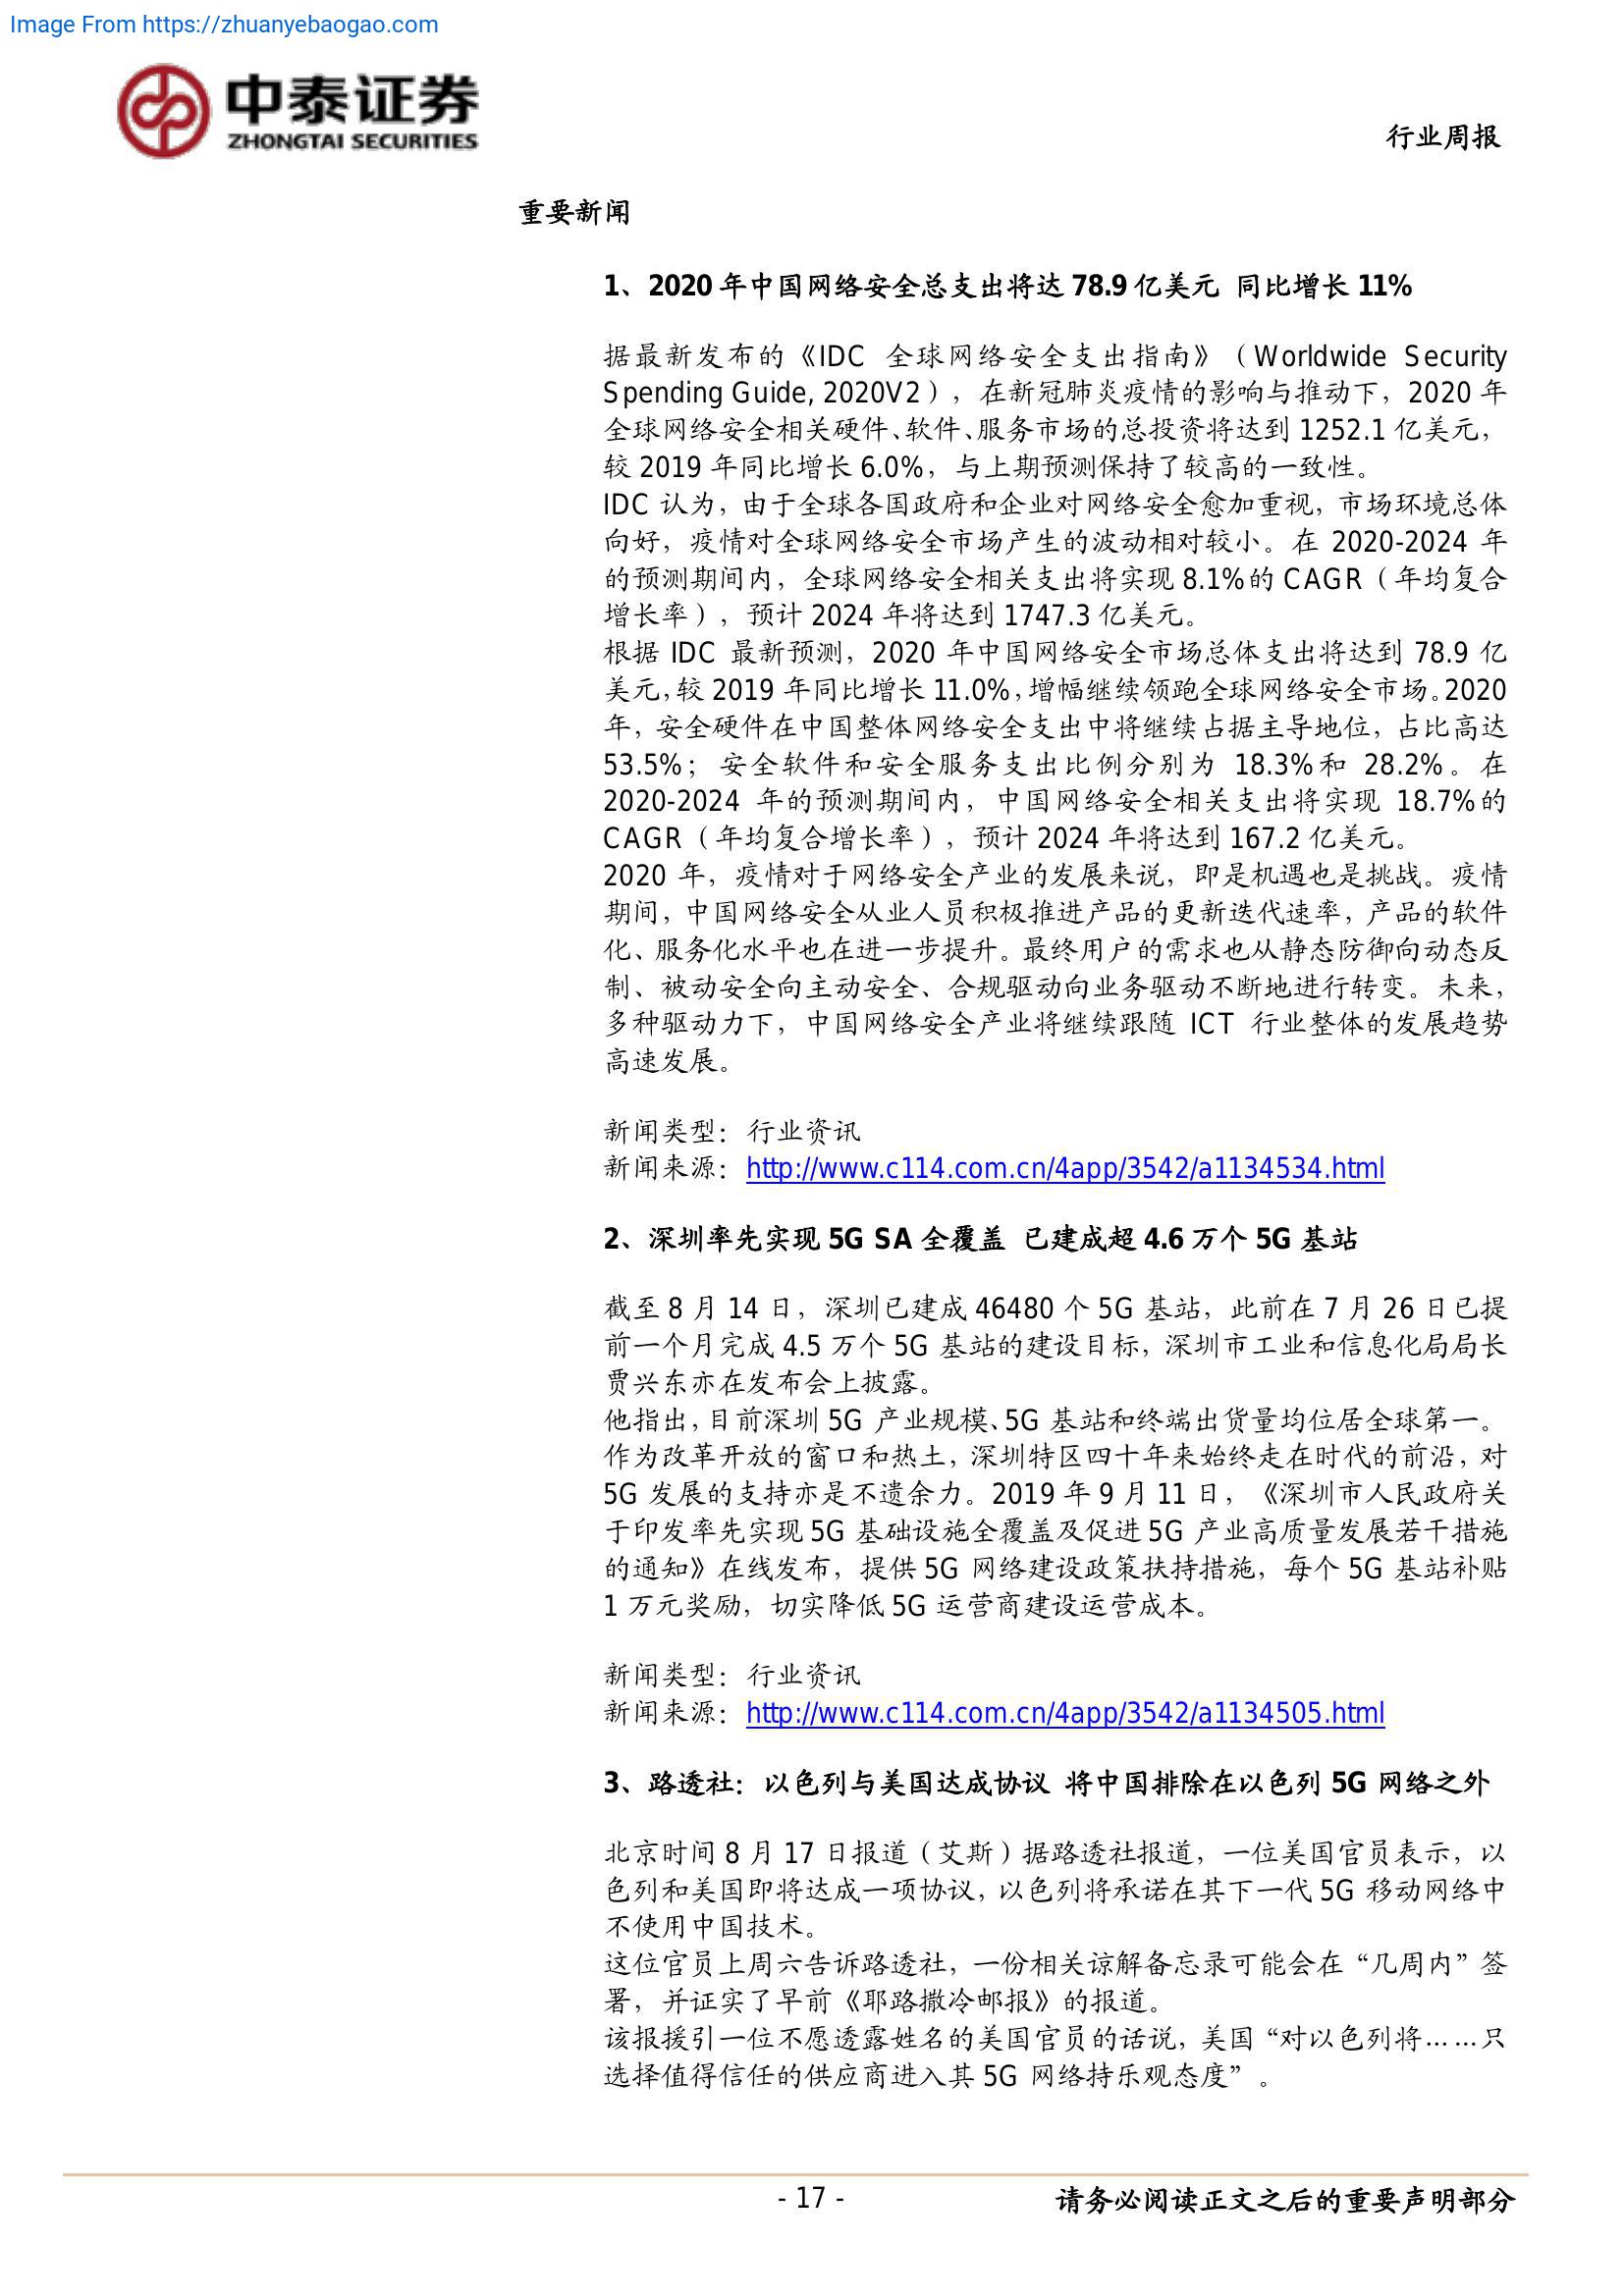 Image From https://zhuanyebaogao.com
中泰证券
ZHONGTAI SECURITIES
行业周报
重要新闻
1、2020 年中国网络安全总支出将达 78.9 亿美元 同比增长 11%
据最新发布的《IDC 全球网络安全支出指南》（Worldwide Security
Spending Guide, 2020V2），在新冠肺炎疫情的影响与推动下，2020 年
全球网络安全相关硬件、软件、服务市场的总投资将达到 1252.1 亿美元，
较 2019 年同比增长 6.0%，与上期预测保持了较高的一致性。
IDC 认为，由于全球各国政府和企业对网络安全愈加重视，市场环境总体
向好，疫情对全球网络安全市场产生的波动相对较小。在 2020-2024 年
的预测期间内，全球网络安全相关支出将实现 8.1%的 CAGR（年均复合
增长率），预计 2024 年将达到 1747.3 亿美元。
根据 IDC 最新预测，2020 年中国网络安全市场总体支出将达到 78.9 亿
美元，较 2019 年同比增长 11.0%，增幅继续领跑全球网络安全市场。2020
年，安全硬件在中国整体网络安全支出中将继续占据主导地位，占比高达
53.5%；安全软件和安全服务支出比例分别为 18.3%和 28.2%。在
2020-2024 年的预测期间内，中国网络安全相关支出将实现 18.7%的
CAGR（年均复合增长率），预计 2024 年将达到 167.2 亿美元。
2020 年，疫情对于网络安全产业的发展来说，即是机遇也是挑战。疫情
期间，中国网络安全从业人员积极推进产品的更新迭代速率，产品的软件
化、服务化水平也在进一步提升。最终用户的需求也从静态防御向动态反
制、被动安全向主动安全、合规驱动向业务驱动不断地进行转变。未来，
多种驱动力下，中国网络安全产业将继续跟随 ICT 行业整体的发展趋势
高速发展。
新闻类型：行业资讯
新闻来源：http://www.c114.com.cn/4app/3542/a1134534.html
2、深圳率先实现 5G SA 全覆盖 已建成超 4.6 万个 5G 基站
截至 8 月 14 日，深圳已建成 46480 个 5G 基站，此前在 7 月 26 日已提
前一个月完成 4.5 万个 5G 基站的建设目标，深圳市工业和信息化局局长
贾兴东亦在发布会上披露。
他指出，目前深圳 5G 产业规模、5G 基站和终端出货量均位居全球第一。
作为改革开放的窗口和热土，深圳特区四十年来始终走在时代的前沿，对
5G 发展的支持亦是不遗余力。2019 年 9 月 11 日，《深圳市人民政府关
于印发率先实现 5G 基础设施全覆盖及促进 5G 产业高质量发展若干措施
的通知》在线发布，提供 5G 网络建设政策扶持措施，每个 5G 基站补贴
1 万元奖励，切实降低 5G 运营商建设运营成本。
新闻类型：行业资讯
新闻来源：http://www.c114.com.cn/4app/3542/a1134505.html
3、路透社：以色列与美国达成协议 将中国排除在以色列 5G 网络之外
北京时间 8 月 17 日报道（艾斯）据路透社报道，一位美国官员表示，以
色列和美国即将达成一项协议，以色列将承诺在其下一代 5G 移动网络中
不使用中国技术。
这位官员上周六告诉路透社，一份相关谅解备忘录可能会在“几周内”签
署，并证实了早前《耶路撒冷邮报》的报道。
该报援引一位不愿透露姓名的美国官员的话说，美国“对以色列将……只
选择值得信任的供应商进入其 5G 网络持乐观态度”。
- 17 -
请务必阅读正文之后的重要声明部分